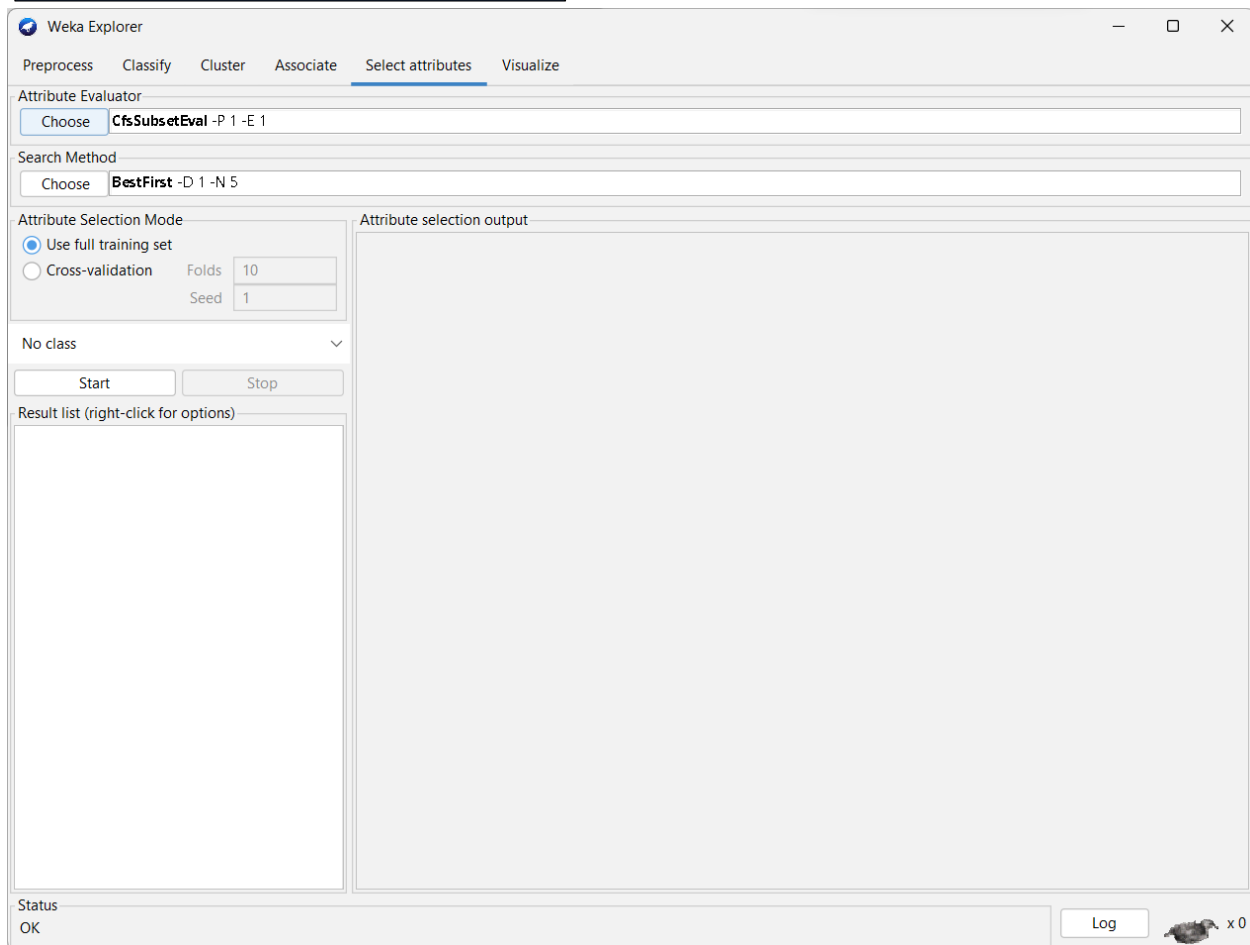 Weka Explorer
Preprocess Classify Cluster Associate Select attributes Visualize
Attribute Evaluator
Choose CfsSubsetEval -P 1 -E 1
Search Method
Choose BestFirst -D 1 -N 5
Attribute Selection Mode
Use full training set
Cross-validation Folds 10
Seed 1
No class
Start Stop
Result list (right-click for options)
Attribute selection output
Status
OK
Log x 0